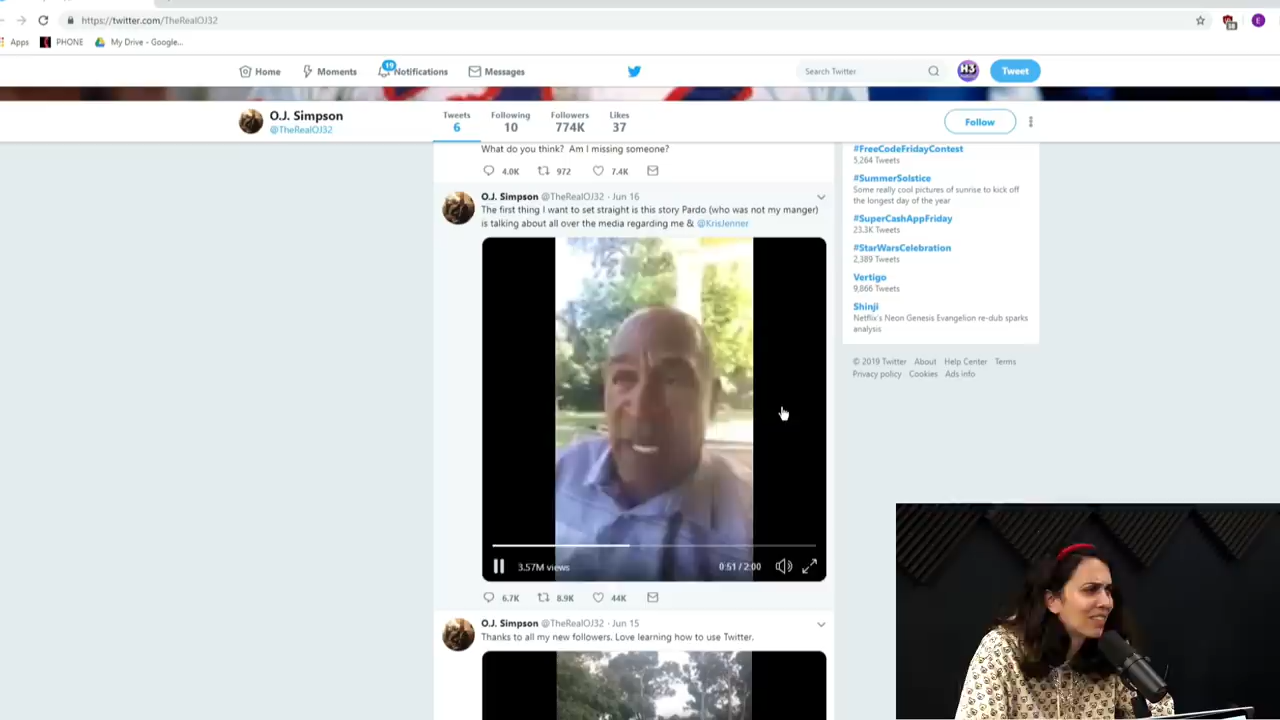 https://twitter.com/TheRealOJ32
Apps PHONE My Drive - Google...
Home Moments 19 Notifications Messages Search Twitter H3 Tweet
O.J. Simpson
@TheRealOJ32
Tweets Following Followers Likes
6 10 774K 37
Follow
What do you think? Am I missing someone?
4.0K 972 7.4K
O.J. Simpson @TheRealOJ32 · Jun 16
The first thing I want to set straight is this story Pardo (who was not my manger)
is talking about all over the media regarding me & @KrisJenner
3.57M views 0:51 / 2:00
6.7K 8.9K 44K
O.J. Simpson @TheRealOJ32 · Jun 15
Thanks to all my new followers. Love learning how to use Twitter.
#FreeCodeFridayContest
5,264 Tweets
#SummerSolstice
Some really cool pictures of sunrise to kick off
the longest day of the year
#SuperCashAppFriday
23.3K Tweets
#StarWarsCelebration
2,389 Tweets
Vertigo
9,866 Tweets
Shinji
Netflix's Neon Genesis Evangelion re-dub sparks
analysis
© 2019 Twitter About Help Center Terms
Privacy policy Cookies Ads info